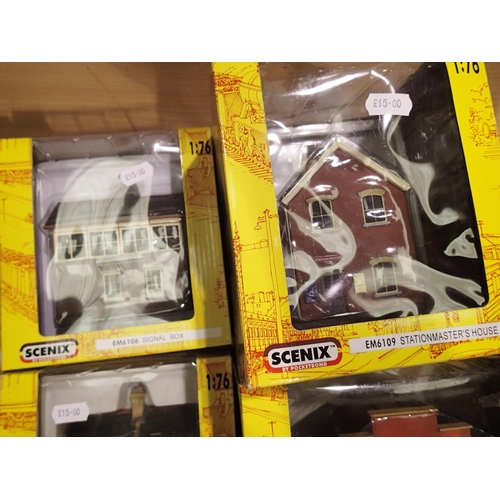 1:76
£15-00
1:76
£15-00
SCENIX
BY POCKETBOND
EM6109 STATIONMASTER'S HOUSE
EM6106 SIGNAL BOX
SCENIX
1:76
£15-00